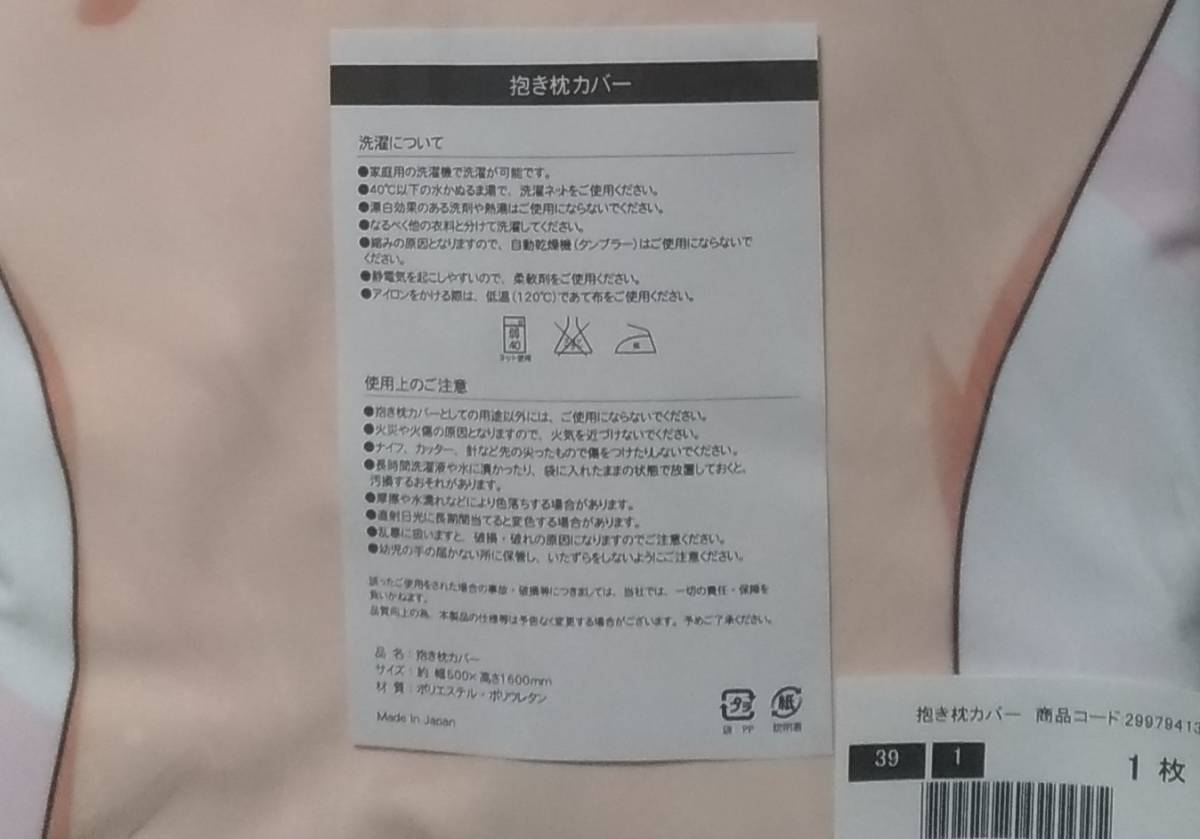 抱き枕カバー
洗濯について
●家庭用の洗濯機で洗濯が可能です。
●40℃以下の水かぬるま湯で、洗濯ネットをご使用ください。
●漂白効果のある洗剤や熱湯はご使用にならないでください。
●なるべく他の衣料と分けて洗濯してください。
●縮みの原因となりますので、自動乾燥機(タンブラー)はご使用にならないで
ください。
●静電気を起こしやすいので、柔軟剤をご使用ください。
●アイロンをかける際は、低温(120℃)であて布をご使用ください。
弱
40
ネット使用
低
使用上のご注意
●抱き枕カバーとしての用途以外には、ご使用にならないでください。
●火災や火傷の原因となりますので、火気を近づけないでください。
●ナイフ、カッター、針など先の尖ったもので傷をつけたりしないでください。
●長時間洗濯液や水に漬かったり、袋に入れたままの状態で放置しておくと、
汚損するおそれがあります。
●摩擦や水濡れなどにより色落ちする場合があります。
●直射日光に長期間当てると変色する場合があります。
●乱暴に扱いますと、破損・破れの原因になりますのでご注意ください。
●幼児の手の届かない所に保管し、いたずらをしないようにご注意ください。
誤ったご使用をされた場合の事故・破損等につきましては、当社では、一切の責任・保障を
負いかねます。
品質向上の為、本製品の仕様等は予告なく変更する場合がございます。予めご了承ください。
品 名：抱き枕カバー
サイズ：約 幅500×高さ1600mm
材 質：ポリエステル・ポリウレタン
Made In Japan
プラ
袋：PP
紙
説明書
抱き枕カバー 商品コード29979413
39 1
1 枚